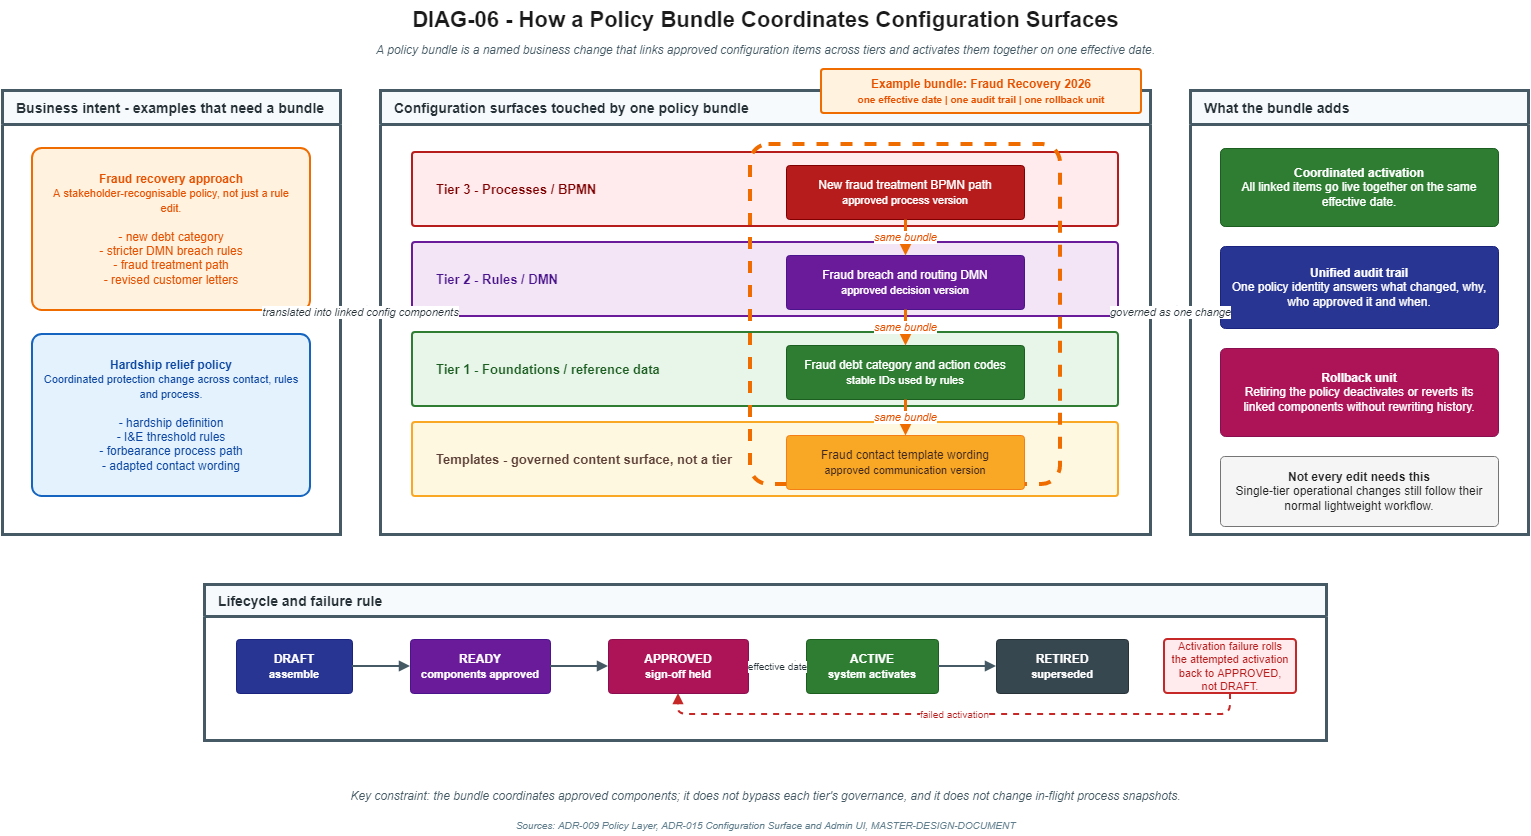 DIAG-06 - How a Policy Bundle Coordinates Configuration Surfaces
A policy bundle is a named business change that links approved configuration items across tiers and activates them together on one effective date.
Example bundle: Fraud Recovery 2026
one effective date | one audit trail | one rollback unit
Business intent - examples that need a bundle
Fraud recovery approach
A stakeholder-recognisable policy, not just a rule
edit.
- new debt category
- stricter DMN breach rules
- fraud treatment path
- revised customer letters
translated into linked config components
Hardship relief policy
Coordinated protection change across contact, rules
and process.
- hardship definition
- I&E threshold rules
- forbearance process path
- adapted contact wording
Configuration surfaces touched by one policy bundle
Tier 3 - Processes / BPMN
New fraud treatment BPMN path
approved process version
same bundle
Tier 2 - Rules / DMN
Fraud breach and routing DMN
approved decision version
same bundle
Tier 1 - Foundations / reference data
Fraud debt category and action codes
stable IDs used by rules
same bundle
Templates - governed content surface, not a tier
Fraud contact template wording
approved communication version
governed as one change
What the bundle adds
Coordinated activation
All linked items go live together on the same
effective date.
Unified audit trail
One policy identity answers what changed, why,
who approved it and when.
Rollback unit
Retiring the policy deactivates or reverts its
linked components without rewriting history.
Not every edit needs this
Single-tier operational changes still follow their
normal lightweight workflow.
Lifecycle and failure rule
DRAFT
assemble
READY
components approved
APPROVED
sign-off held
effective date
ACTIVE
system activates
RETIRED
superseded
Activation failure rolls
the attempted activation
back to APPROVED,
not DRAFT.
failed activation
Key constraint: the bundle coordinates approved components; it does not bypass each tier's governance, and it does not change in-flight process snapshots.
Sources: ADR-009 Policy Layer, ADR-015 Configuration Surface and Admin UI, MASTER-DESIGN-DOCUMENT